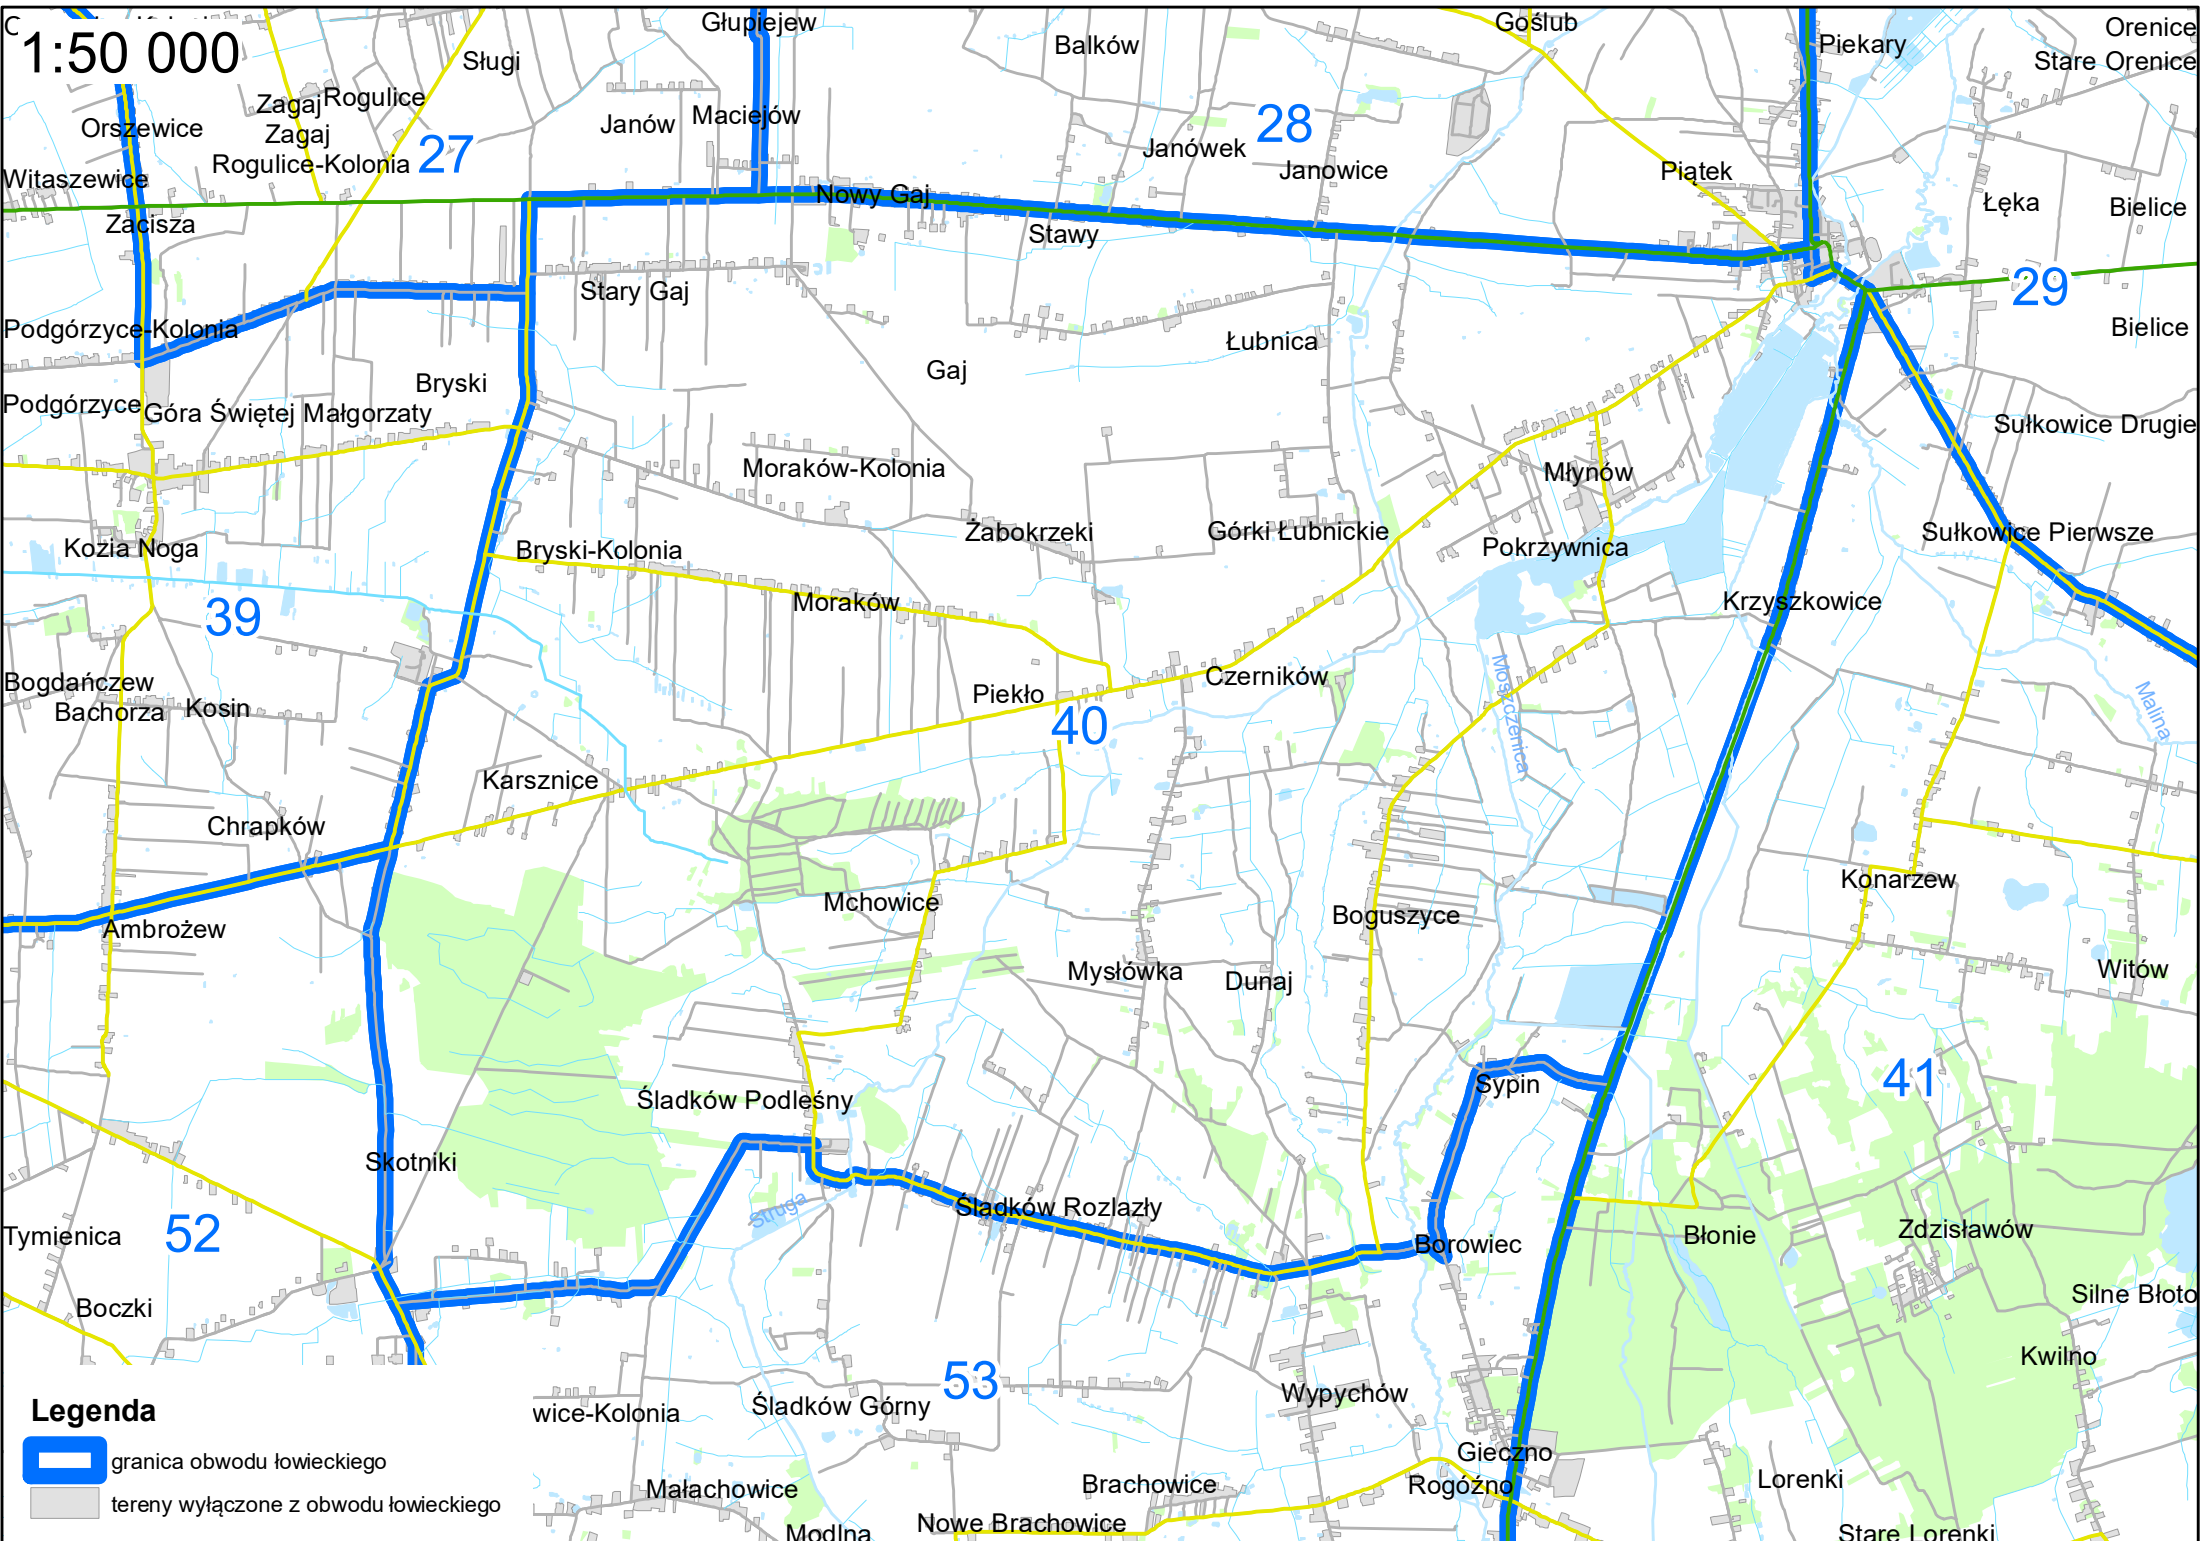 1:50 000
Głupiejew
Goślub
Orenice
Sługi
Balków
Piekary
Stare Orenice
Zagaj
Rogulice
Orszewice
Zagaj
Janów
Maciejów
28
Janówek
Rogulice-Kolonia
27
Janowice
Piątek
Witaszewice
Nowy Gaj
Łęka
Bielice
Zacisza
Stawy
Stary Gaj
29
Podgórzyce-Kolonia
Łubnica
Bielice
Gaj
Bryski
Podgórzyce
Góra Świętej Małgorzaty
Sułkowice Drugie
Moraków-Kolonia
Młynów
Żabokrzeki
Górki Łubnickie
Sułkowice Pierwsze
Kozia Noga
Bryski-Kolonia
Pokrzywnica
39
Moraków
Krzyszkowice
Bogdańczew
Bachorza
Kosin
Piekło
Czerników
Moszczenica
Malina
40
Karsznice
Chrapków
Konarzew
Mchowice
Boguszyce
Ambrożew
Mysłówka
Dunaj
Witów
Śladków Podleśny
Sypin
41
Skotniki
Struga
Śladków Rozlazły
Tymienica
52
Borowiec
Błonie
Zdzisławów
Boczki
Silne Błoto
Kwilno
53
Wypychów
Legenda
wice-Kolonia
Śladków Górny
granica obwodu łowieckiego
Gieczno
Małachowice
Brachowice
Rogóźno
Lorenki
tereny wyłączone z obwodu łowieckiego
Modlna
Nowe Brachowice
Stare Lorenki